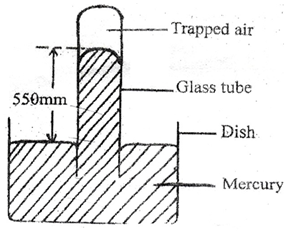 Trapped air
Glass tube
550mm
Dish
Mercury